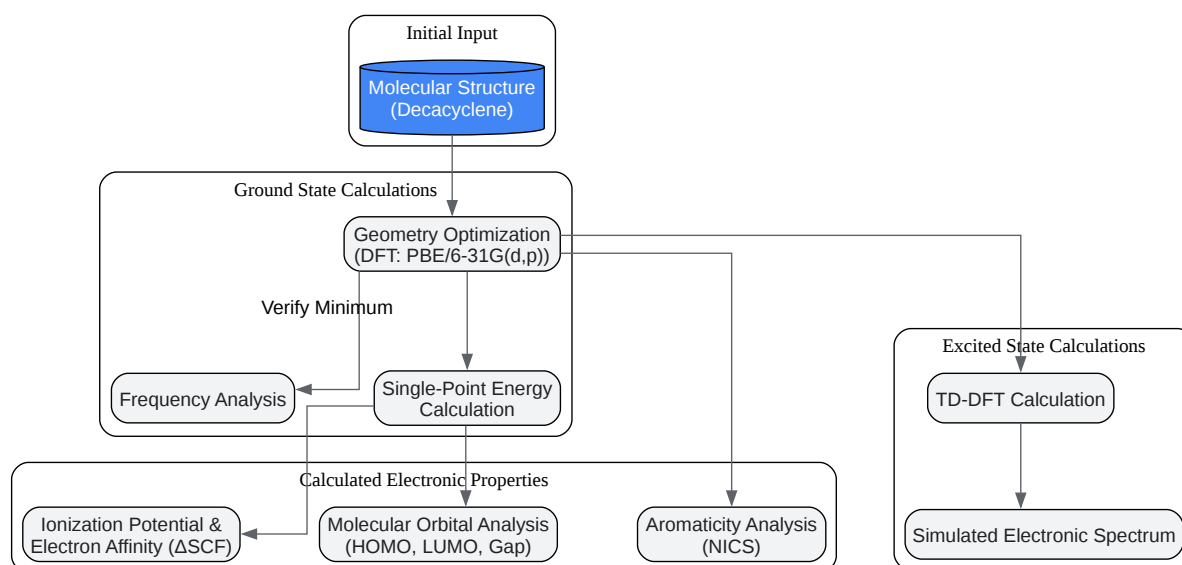 Initial Input
Molecular Structure
(Decacyclene)
Ground State Calculations
Geometry Optimization
(DFT: PBE/6-31G(d,p))
Verify Minimum
Excited State Calculations
Frequency Analysis
Single-Point Energy
Calculation
TD-DFT Calculation
Calculated Electronic Properties
Ionization Potential &
Electron Affinity (ΔSCF)
Molecular Orbital Analysis
(HOMO, LUMO, Gap)
Aromaticity Analysis
(NICS)
Simulated Electronic Spectrum